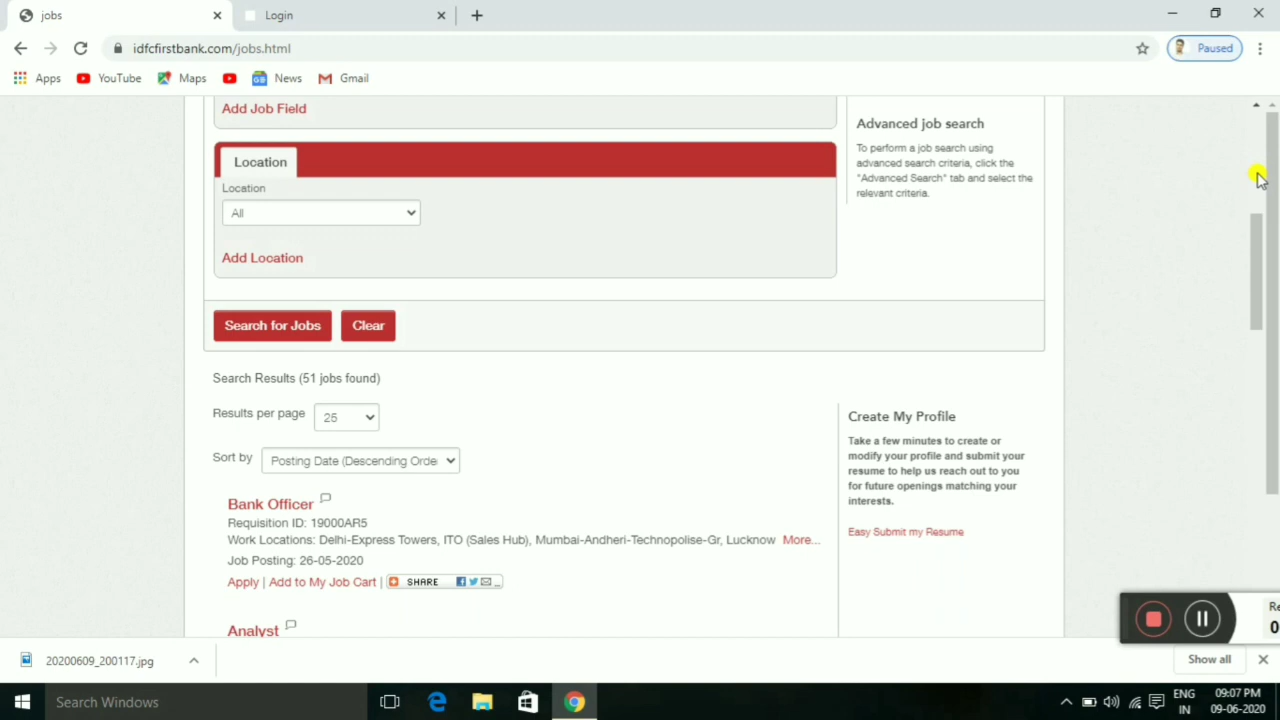 jobs
Login
idfcfirstbank.com/jobs.html
Paused
Apps
YouTube
Maps
News
Gmail
Add Job Field
Advanced job search
To perform a job search using
advanced search criteria, click the
"Advanced Search" tab and select the
relevant criteria.
Location
Location
All
Add Location
Search for Jobs
Clear
Search Results (51 jobs found)
Results per page
25
Sort by
Posting Date (Descending Orde
Create My Profile
Take a few minutes to create or
modify your profile and submit your
resume to help us reach out to you
for future openings matching your
interests.
Easy Submit my Resume
Bank Officer
Requisition ID: 19000AR5
Work Locations: Delhi-Express Towers, ITO (Sales Hub), Mumbai-Andheri-Technopolise-Gr, Lucknow More...
Job Posting: 26-05-2020
Apply | Add to My Job Cart | SHARE
Analyst
Re
0
20200609_200117.jpg
Show all
Search Windows
ENG
IN
09:07 PM
09-06-2020